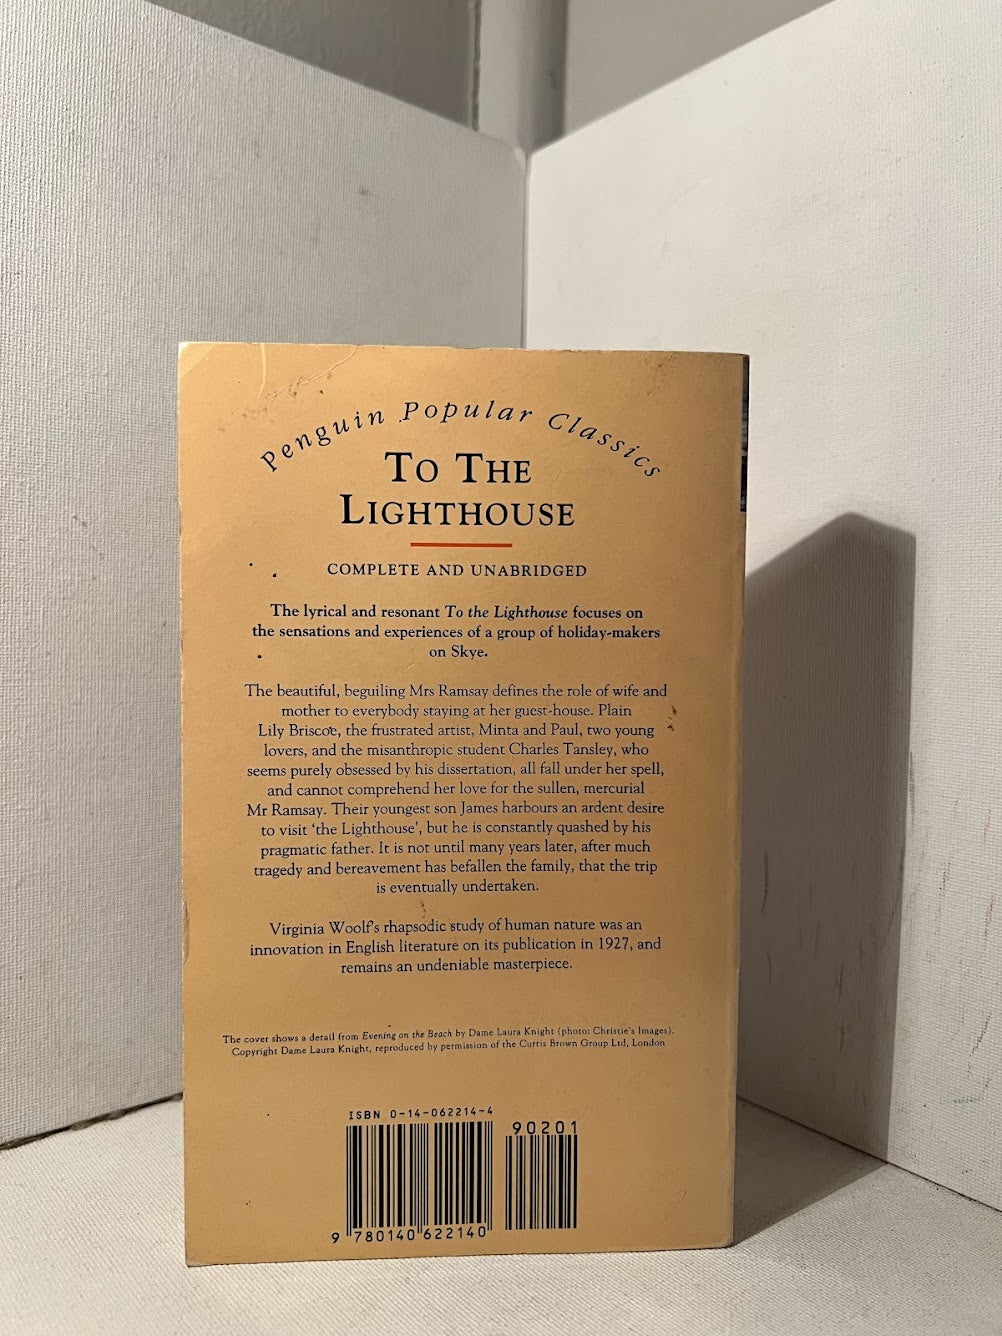 Penguin Popular Classics
TO THE
LIGHTHOUSE
COMPLETE AND UNABRIDGED
The lyrical and resonant To the Lighthouse focuses on
the sensations and experiences of a group of holiday-makers
on Skye.
The beautiful, beguiling Mrs Ramsay defines the role of wife and
mother to everybody staying at her guest-house. Plain
Lily Briscoe, the frustrated artist, Minta and Paul, two young
lovers, and the misanthropic student Charles Tansley, who
seems purely obsessed by his dissertation, all fall under her spell,
and cannot comprehend her love for the sullen, mercurial
Mr Ramsay. Their youngest son James harbours an ardent desire
to visit ‘the Lighthouse’, but he is constantly quashed by his
pragmatic father. It is not until many years later, after much
tragedy and bereavement has befallen the family, that the trip
is eventually undertaken.
Virginia Woolf's rhapsodic study of human nature was an
innovation in English literature on its publication in 1927, and
remains an undeniable masterpiece.
The cover shows a detail from Evening on the Beach by Dame Laura Knight (photo: Christie's Images).
Copyright Dame Laura Knight, reproduced by permission of the Curtis Brown Group Ltd, London
ISBN 0-14-062214-4
90201
9 780140 622140